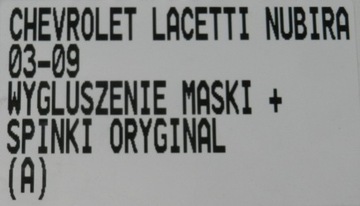 CHEVROLET LACETTI NUBIRA
03-09
WYGLUSZENIE MASKI +
SPINKI ORYGINAL
(A)